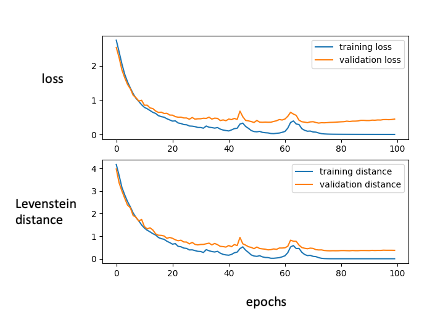 loss
training loss
validation loss
2
1
0
0 20 40 60 80 100
Levenstein
distance
training distance
validation distance
4
3
2
1
0
0 20 40 60 80 100
epochs